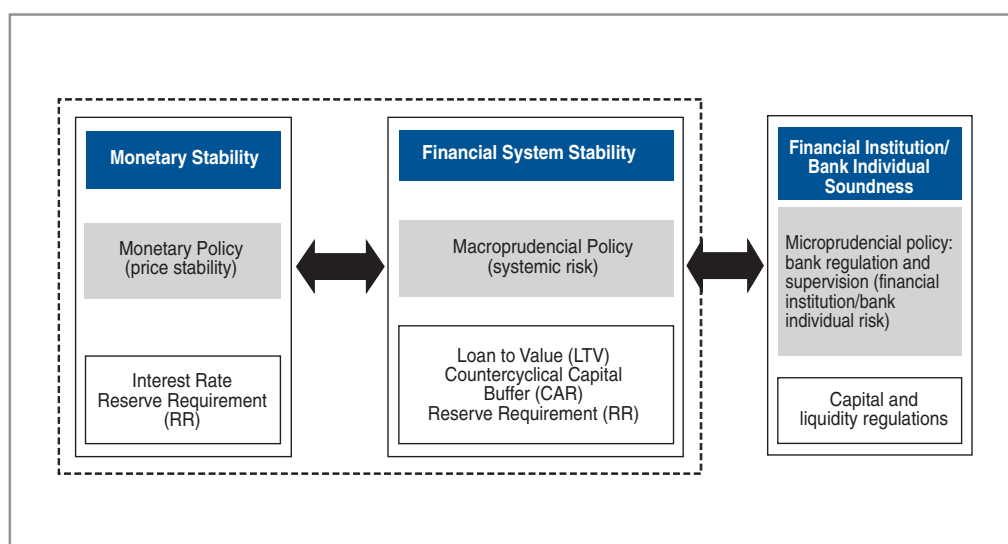 Monetary Stability
Monetary Policy
(price stability)
Interest Rate
Reserve Requirement
(RR)
Financial System Stability
Macroprudencial Policy
(systemic risk)
Loan to Value (LTV)
Countercyclical Capital
Buffer (CAR)
Reserve Requirement (RR)
Financial Institution/
Bank Individual
Soundness
Microprudencial policy:
bank regulation and
supervision (financial
institution/bank
individual risk)
Capital and
liquidity regulations